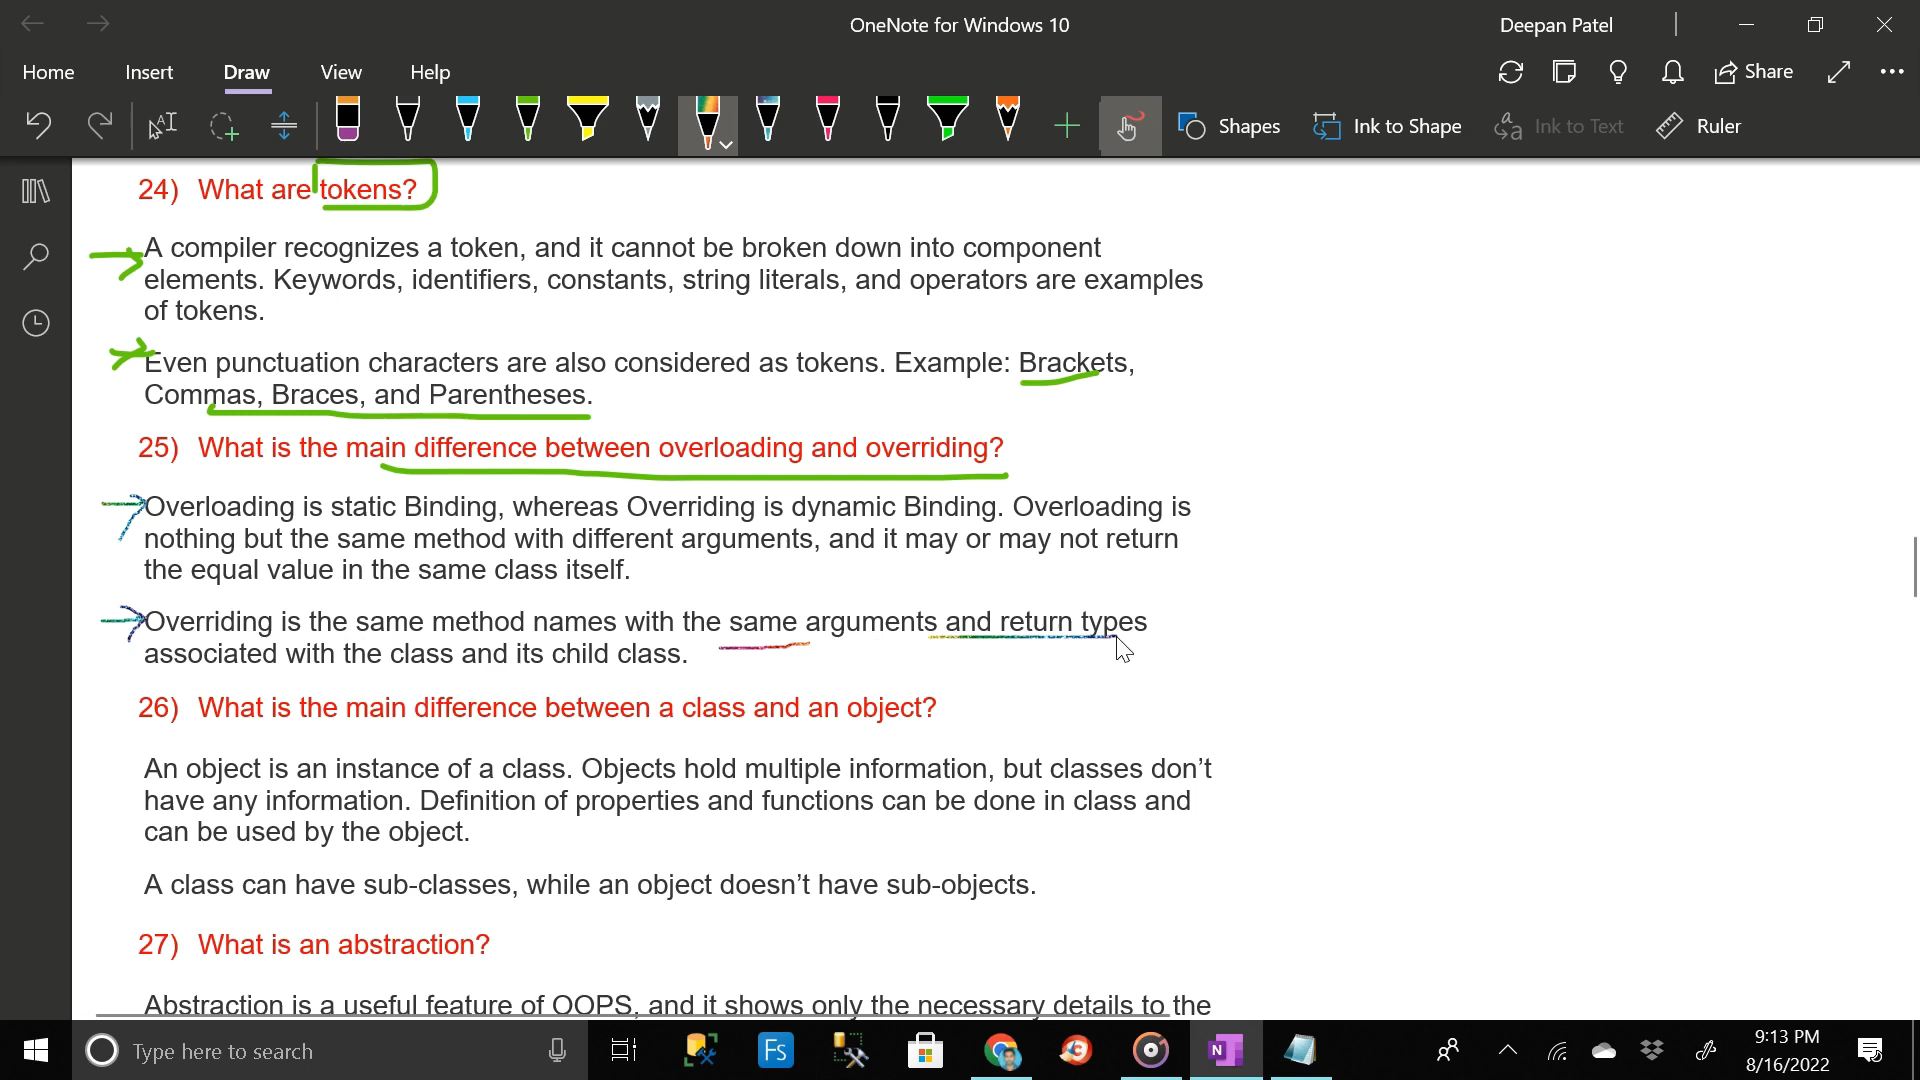 OneNote for Windows 10
Deepan Patel
Home
Insert
Draw
View
Help
Share
Shapes
Ink to Shape
Ink to Text
Ruler
24) What are tokens?
A compiler recognizes a token, and it cannot be broken down into component
elements. Keywords, identifiers, constants, string literals, and operators are examples
of tokens.
Even punctuation characters are also considered as tokens. Example: Brackets,
Commas, Braces, and Parentheses.
25) What is the main difference between overloading and overriding?
Overloading is static Binding, whereas Overriding is dynamic Binding. Overloading is
nothing but the same method with different arguments, and it may or may not return
the equal value in the same class itself.
Overriding is the same method names with the same arguments and return types
associated with the class and its child class.
26) What is the main difference between a class and an object?
An object is an instance of a class. Objects hold multiple information, but classes don’t
have any information. Definition of properties and functions can be done in class and
can be used by the object.
A class can have sub-classes, while an object doesn’t have sub-objects.
27) What is an abstraction?
Abstraction is a useful feature of OOPS, and it shows only the necessary details to the
Type here to search
Fs
N
9:13 PM
8/16/2022